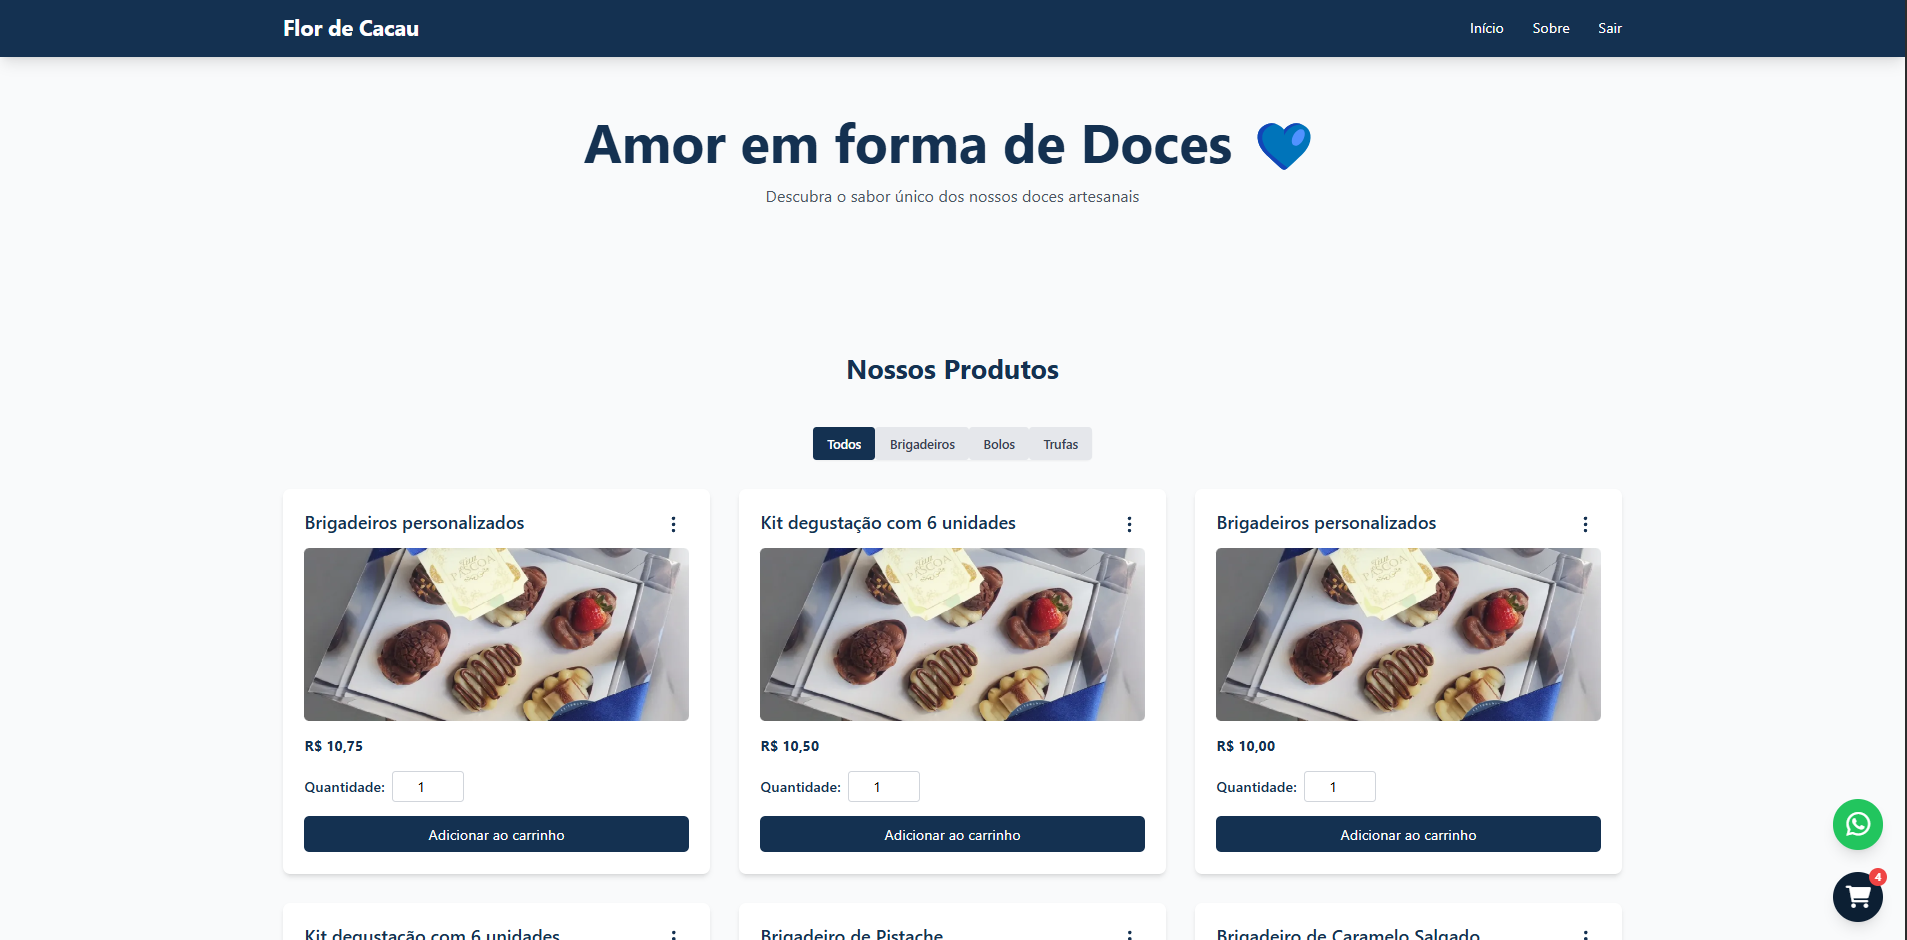 Flor de Cacau
Início Sobre Sair
Amor em forma de Doces 💙
Descubra o sabor único dos nossos doces artesanais
Nossos Produtos
Todos Brigadeiros Bolos Trufas
Brigadeiros personalizados
PÁSCOA
R$ 10,75
Quantidade: 1
Adicionar ao carrinho
Kit degustação com 6 unidades
PÁSCOA
R$ 10,50
Quantidade: 1
Adicionar ao carrinho
Brigadeiros personalizados
PÁSCOA
R$ 10,00
Quantidade: 1
Adicionar ao carrinho
4
Kit degustação com 6 unidades
Brigadeiro de Pistache
Brigadeiro de Caramelo Salgado